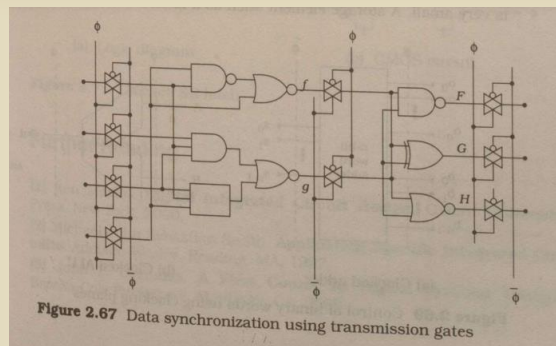 ϕ
ϕ
ϕ
f
F
G
g
H
ϕ̅
ϕ̅
ϕ̅
Figure 2.67 Data synchronization using transmission gates